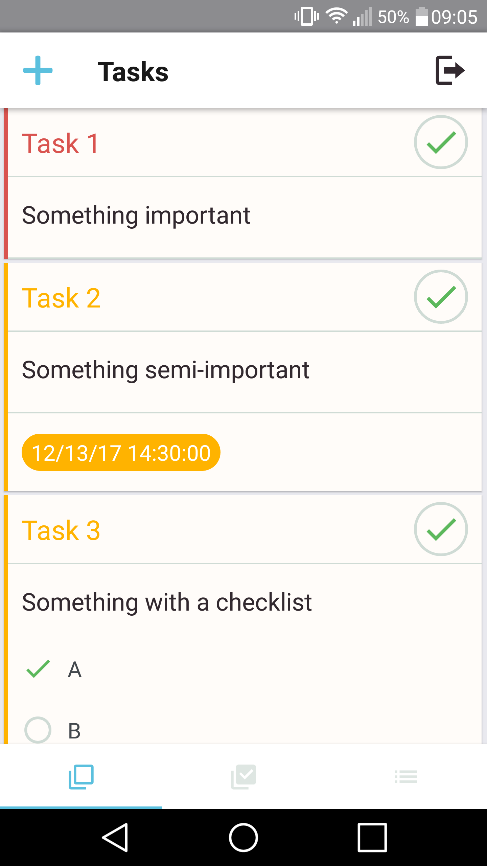 50% 09:05
Tasks
Task 1
Something important
Task 2
Something semi-important
12/13/17 14:30:00
Task 3
Something with a checklist
A
B